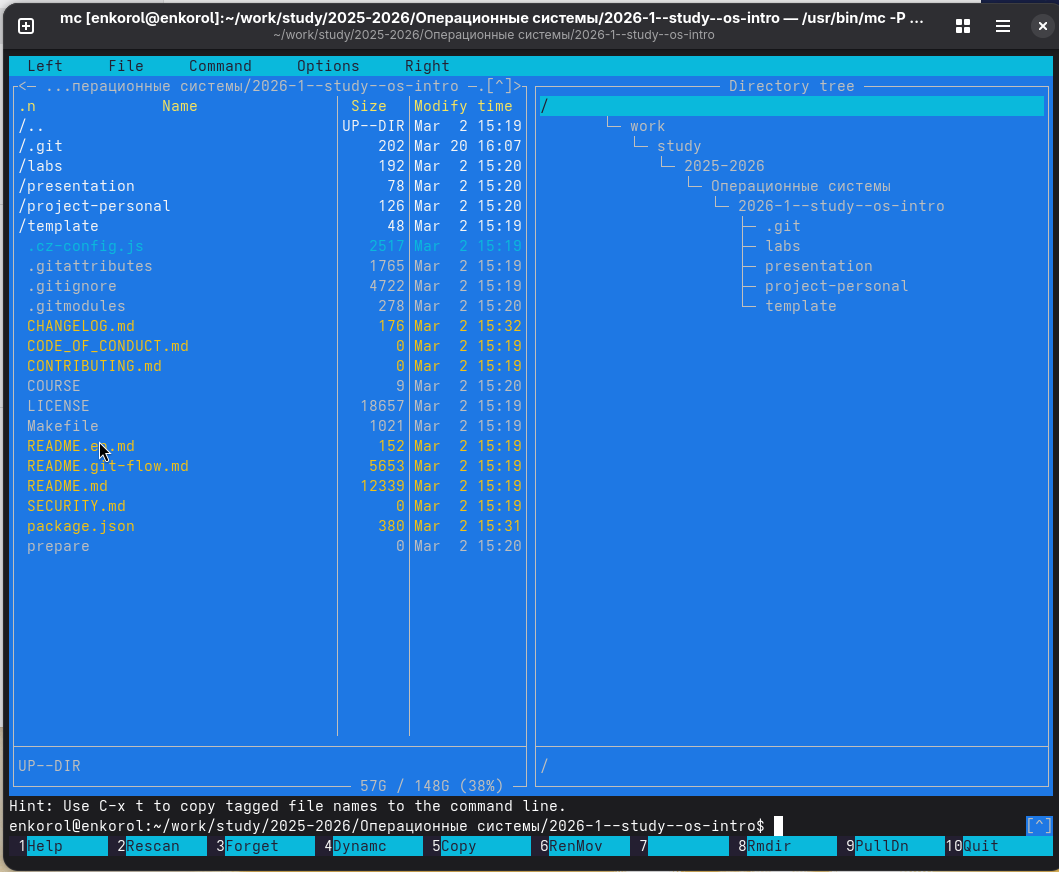 mc [enkorol@enkorol]:~/work/study/2025-2026/Операционные системы/2026-1--study--os-intro — /usr/bin/mc -P ...
~/work/study/2025-2026/Операционные системы/2026-1--study--os-intro
Left File Command Options Right
<— ...перационные системы/2026-1--study--os-intro —.[^]>
.n Name Size Modify time
/.. UP--DIR Mar 2 15:19
/.git 202 Mar 20 16:07
/labs 192 Mar 2 15:20
/presentation 78 Mar 2 15:20
/project-personal 126 Mar 2 15:20
/template 48 Mar 2 15:19
.cz-config.js 2517 Mar 2 15:19
.gitattributes 1765 Mar 2 15:19
.gitignore 4722 Mar 2 15:19
.gitmodules 278 Mar 2 15:20
CHANGELOG.md 176 Mar 2 15:32
CODE_OF_CONDUCT.md 0 Mar 2 15:19
CONTRIBUTING.md 0 Mar 2 15:19
COURSE 9 Mar 2 15:20
LICENSE 18657 Mar 2 15:19
Makefile 1021 Mar 2 15:19
README.en.md 152 Mar 2 15:19
README.git-flow.md 5653 Mar 2 15:19
README.md 12339 Mar 2 15:19
SECURITY.md 0 Mar 2 15:19
package.json 380 Mar 2 15:31
prepare 0 Mar 2 15:20
UP--DIR
57G / 148G (38%)
Directory tree
/
└─ work
└─ study
└─ 2025-2026
└─ Операционные системы
└─ 2026-1--study--os-intro
├─ .git
├─ labs
├─ presentation
├─ project-personal
└─ template
/
Hint: Use C-x t to copy tagged file names to the command line.
enkorol@enkorol:~/work/study/2025-2026/Операционные системы/2026-1--study--os-intro$ [^]
1Help 2Rescan 3Forget 4Dynamc 5Copy 6RenMov 7 8Rmdir 9PullDn 10Quit